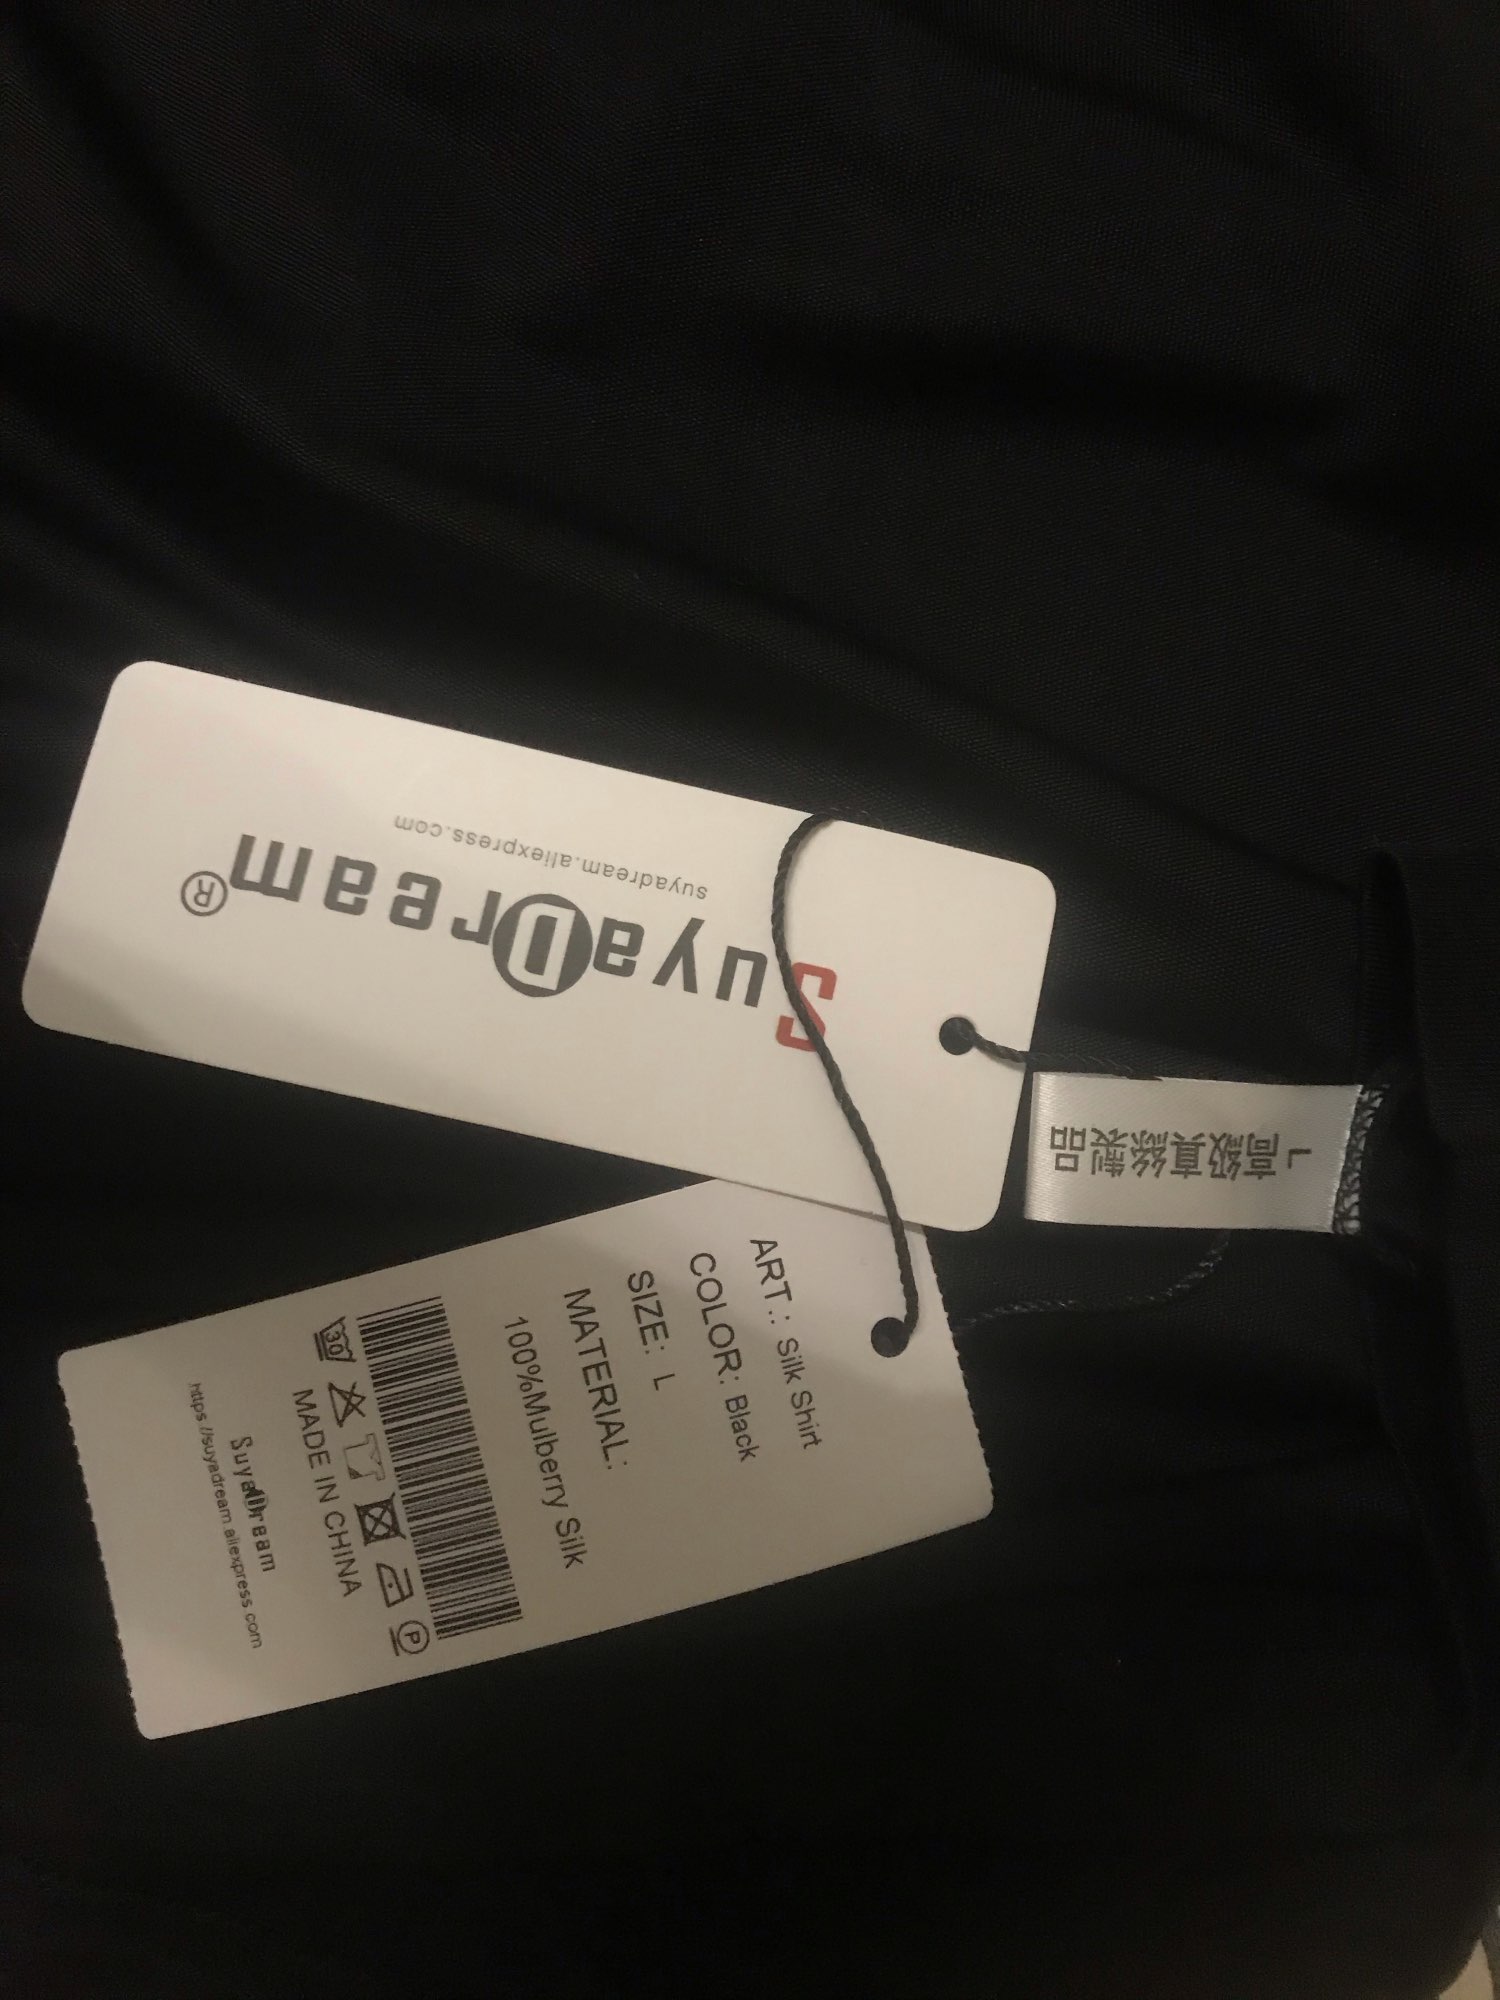 SuyaDream®
suyadream.aliexpress.com
L
高級真絲製品
ART.: Silk Shirt
COLOR: Black
SIZE: L
MATERIAL:
100%Mulberry Silk
30
P
MADE IN CHINA
SuyaDream
https://suyadream.aliexpress.com